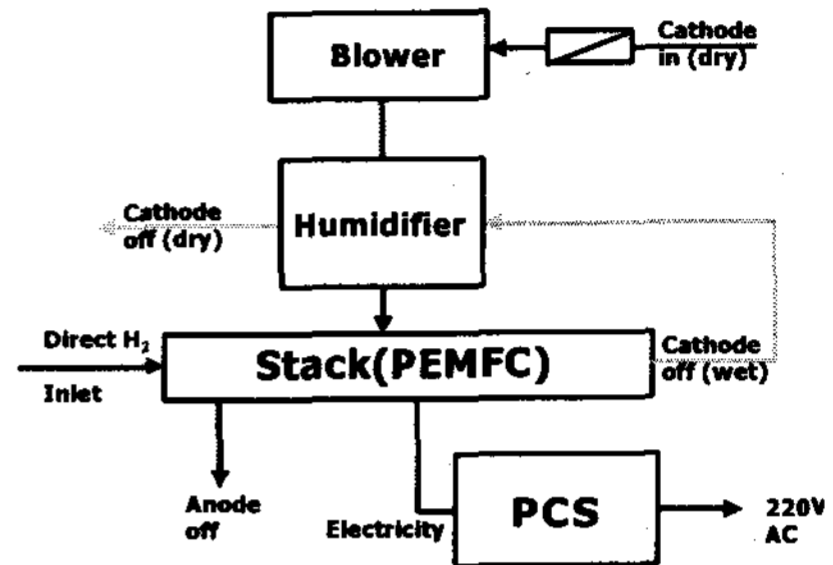 Blower
Cathode
in (dry)
Cathode
off (dry)
Humidifier
Direct H₂
Inlet
Stack(PEMFC)
Cathode
off (wet)
Anode
off
Electricity
PCS
220V
AC